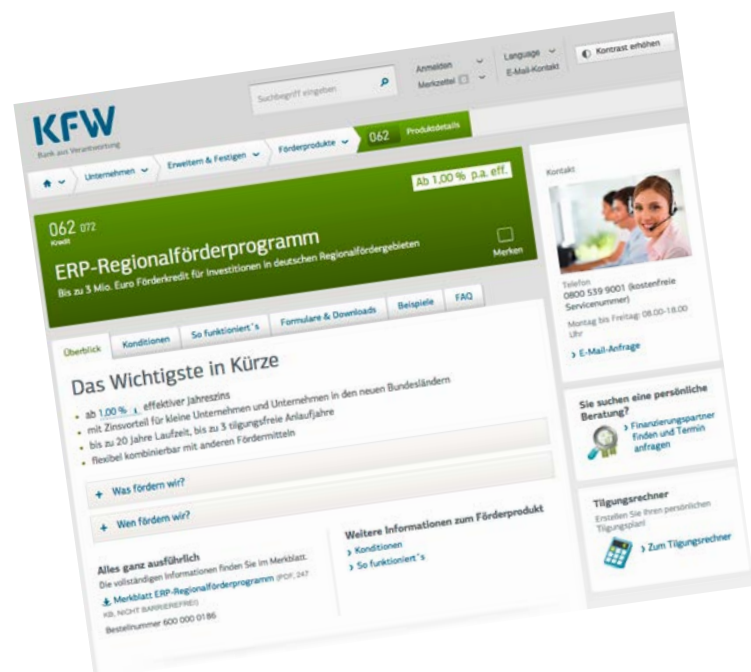 Suchbegriff eingeben
Anmelden
Merkzettel
Language
E-Mail-Kontakt
Kontrast erhöhen
KFW
Bank aus Verantwortung
Unternehmen
Erweitern & Festigen
Förderprodukte
062 Produktdetails
Ab 1,00 % p.a. eff.
062 072
Kredit
ERP-Regionalförderprogramm
Bis zu 3 Mio. Euro Förderkredit für Investitionen in deutschen Regionalfördergebieten
Merken
Überblick
Konditionen
So funktioniert´s
Formulare & Downloads
Beispiele
FAQ
Das Wichtigste in Kürze
• ab 1,00 % i effektiver Jahreszins
• mit Zinsvorteil für kleine Unternehmen und Unternehmen in den neuen Bundesländern
• bis zu 20 Jahre Laufzeit, bis zu 3 tilgungsfreie Anlaufjahre
• flexibel kombinierbar mit anderen Fördermitteln
+ Was fördern wir?
+ Wen fördern wir?
Alles ganz ausführlich
Die vollständigen Informationen finden Sie im Merkblatt.
Merkblatt ERP-Regionalförderprogramm (PDF, 247
KB, NICHT BARRIEREFREI)
Bestellnummer 600 000 0186
Weitere Informationen zum Förderprodukt
› Konditionen
› So funktioniert´s
Kontakt
Telefon
0800 539 9001 (kostenfreie
Servicenummer)
Montag bis Freitag: 08.00-18.00
Uhr
› E-Mail-Anfrage
Sie suchen eine persönliche
Beratung?
› Finanzierungspartner
finden und Termin
anfragen
Tilgungsrechner
Erstellen Sie Ihren persönlichen
Tilgungsplan!
› Zum Tilgungsrechner